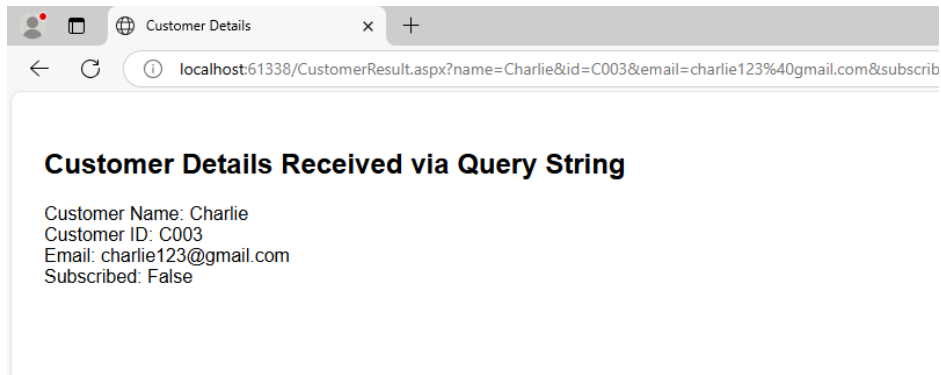 Customer Details
localhost:61338/CustomerResult.aspx?name=Charlie&id=C003&email=charlie123%40gmail.com&subscrib
Customer Details Received via Query String
Customer Name: Charlie
Customer ID: C003
Email: charlie123@gmail.com
Subscribed: False